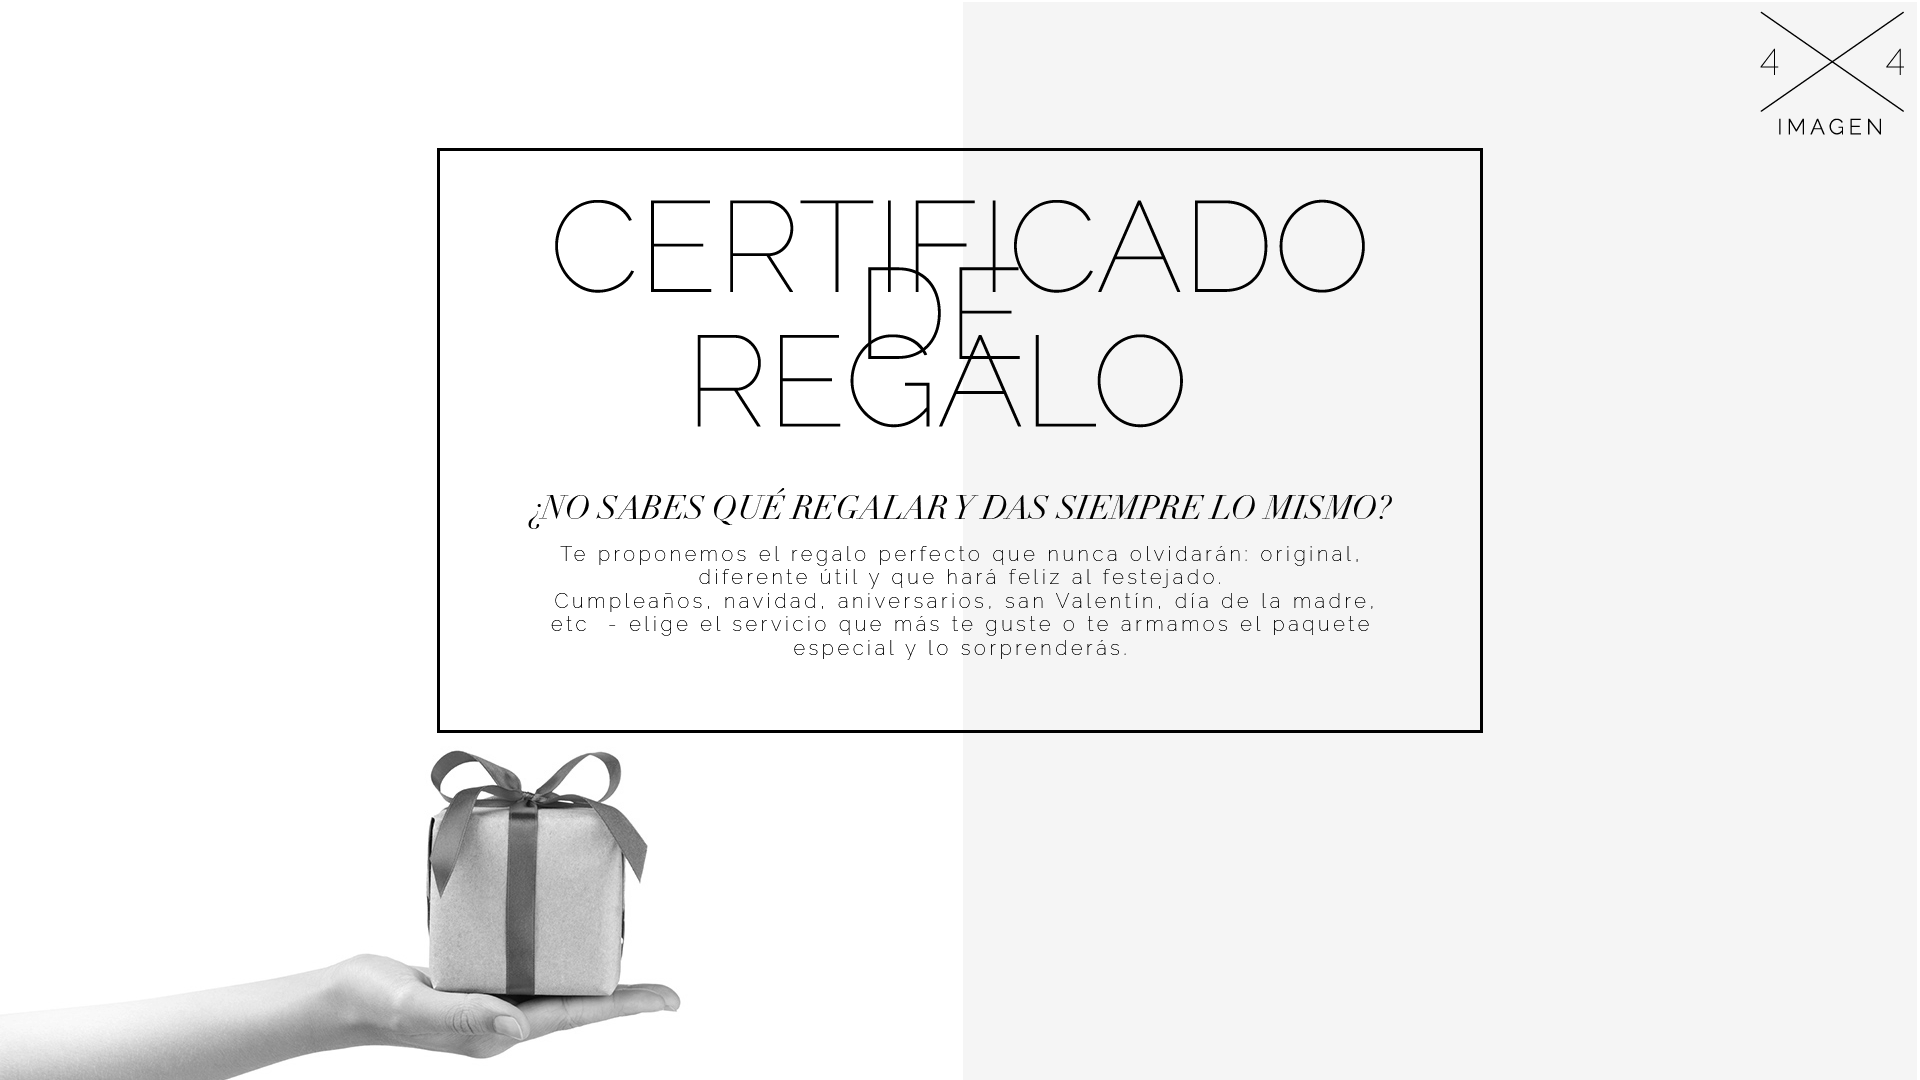 4 4
IMAGEN
CERTIFICADO
DE
REGALO
¿NO SABES QUÉ REGALAR Y DAS SIEMPRE LO MISMO?
Te proponemos el regalo perfecto que nunca olvidarán: original,
diferente útil y que hará feliz al festejado.
Cumpleaños, navidad, aniversarios, san Valentín, día de la madre,
etc  - elige el servicio que más te guste o te armamos el paquete
especial y lo sorprenderás.